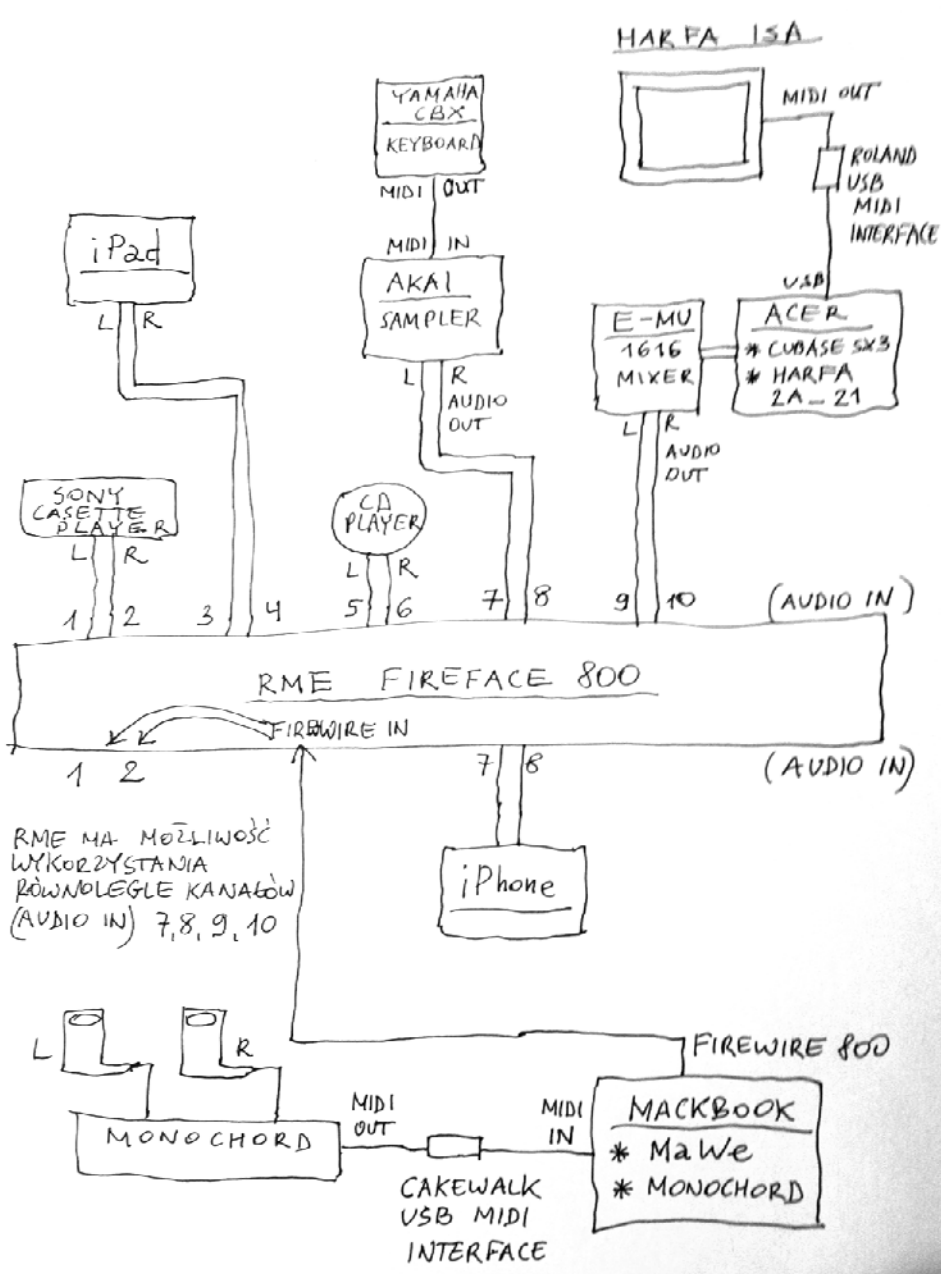 HARFA ISA
MIDI OUT
ROLAND
USB
MIDI
INTERFACE
USB
ACER
* CUBASE SX3
* HARFA
2A - 21
E-MU
1616
MIXER
L R
AUDIO
OUT
YAMAHA
CBX
KEYBOARD
MIDI OUT
MIDI IN
AKAI
SAMPLER
L R
AUDIO
OUT
iPad
L R
SONY
CASETTE
PLAYER
L R
CD
PLAYER
L R
1 2 3 4 5 6 7 8 9 10 (AUDIO IN)
RME FIREFACE 800
FIREWIRE IN
1 2 7 8 (AUDIO IN)
RME MA MOŻLIWOŚĆ
WYKORZYSTANIA
RÓWNOLEGLE KANAŁÓW
(AUDIO IN) 7,8,9,10
iPhone
L R
MONOCHORD
MIDI
OUT
CAKEWALK
USB MIDI
INTERFACE
MIDI
IN
FIREWIRE 800
MACKBOOK
* MaWe
* MONOCHORD